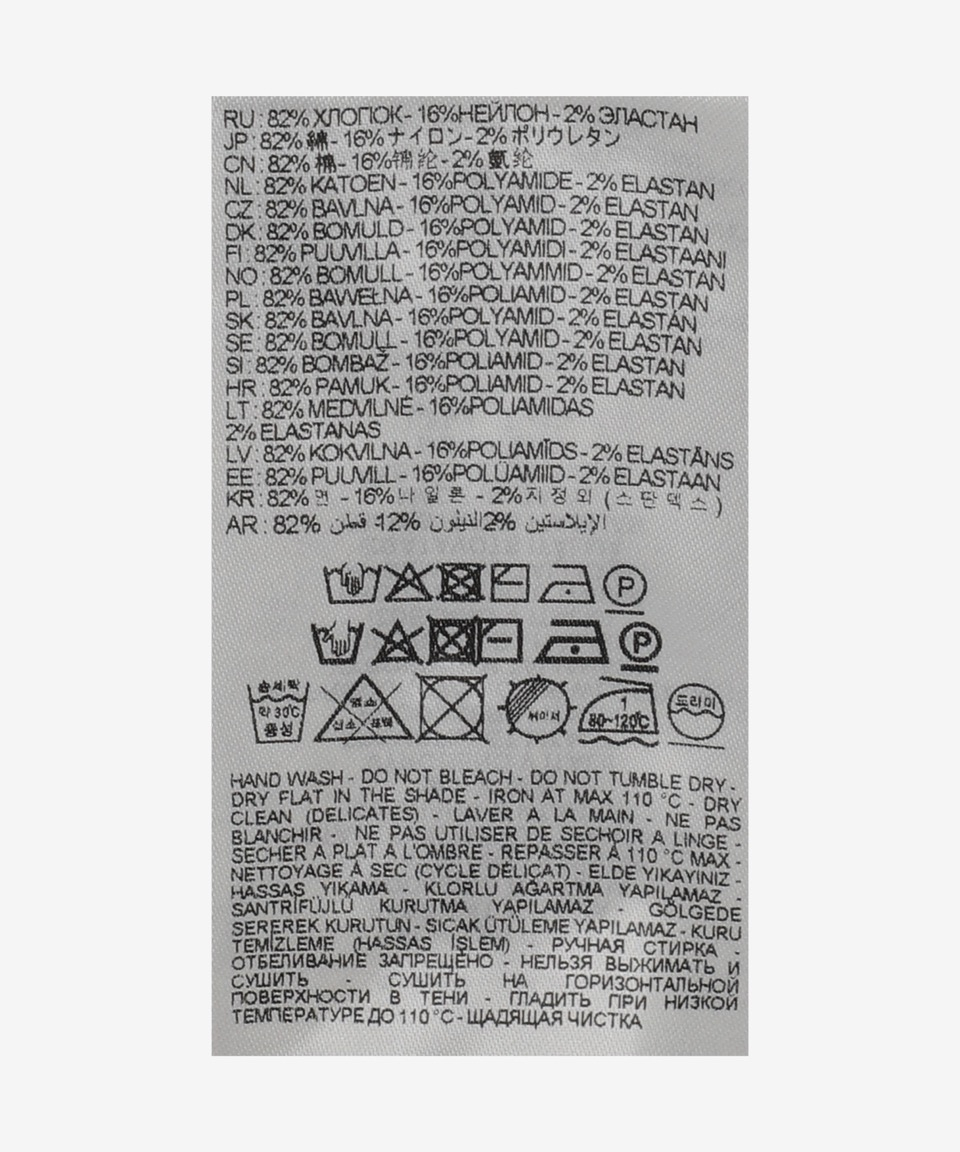 RU : 82% ХЛОПОК - 16%НЕЙЛОН - 2% ЭЛАСТАН
JP : 82% 綿 - 16% ナイロン - 2% ポリウレタン
CN : 82% 棉 - 16%锦纶 - 2% 氨纶
NL : 82% KATOEN - 16%POLYAMIDE - 2% ELASTAN
CZ : 82% BAVLNA - 16%POLYAMID - 2% ELASTAN
DK : 82% BOMULD - 16%POLYAMID - 2% ELASTAN
FI : 82% PUUVILLA - 16%POLYAMIDI - 2% ELASTAANI
NO : 82% BOMULL - 16%POLYAMMID - 2% ELASTAN
PL : 82% BAWEŁNA - 16%POLIAMID - 2% ELASTAN
SK : 82% BAVLNA - 16%POLYAMID - 2% ELASTAN
SE : 82% BOMULL - 16%POLYAMID - 2% ELASTAN
SI : 82% BOMBAŽ - 16%POLIAMID - 2% ELASTAN
HR : 82% PAMUK - 16%POLIAMID - 2% ELASTAN
LT : 82% MEDVILNĖ - 16%POLIAMIDAS
2% ELASTANAS
LV : 82% KOKVILNA - 16%POLIAMĪDS - 2% ELASTĀNS
EE : 82% PUUVILL - 16%POLÜAMIID - 2% ELASTAAN
KR : 82% 면 - 16% 나 일 론 - 2% 지 정 외 ( 스 판 덱 스 )
AR : 82% قطن -12% النيلون 2% الإيلاستين
P
P
손세탁 약 30℃ 중성
염소 산소 표백
뉘어서
1 80~120℃
드라이
HAND WASH - DO NOT BLEACH - DO NOT TUMBLE DRY -
DRY FLAT IN THE SHADE - IRON AT MAX 110 °C - DRY
CLEAN (DELICATES) - LAVER A LA MAIN - NE PAS
BLANCHIR - NE PAS UTILISER DE SECHOIR A LINGE -
SECHER A PLAT A L'OMBRE - REPASSER À 110 °C MAX -
NETTOYAGE À SEC (CYCLE DÉLICAT) - ELDE YIKAYINIZ -
HASSAS YIKAMA - KLORLU AĞARTMA YAPILAMAZ -
SANTRİFÜJLÜ KURUTMA YAPILAMAZ - GÖLGEDE
SEREREK KURUTUN - SICAK ÜTÜLEME YAPILAMAZ - KURU
TEMİZLEME (HASSAS İŞLEM) - РУЧНАЯ СТИРКА -
ОТБЕЛИВАНИЕ ЗАПРЕЩЕНО - НЕЛЬЗЯ ВЫЖИМАТЬ И
СУШИТЬ - СУШИТЬ НА ГОРИЗОНТАЛЬНОЙ
ПОВЕРХНОСТИ В ТЕНИ - ГЛАДИТЬ ПРИ НИЗКОЙ
ТЕМПЕРАТУРЕ ДО 110 °C - ЩАДЯЩАЯ ЧИСТКА